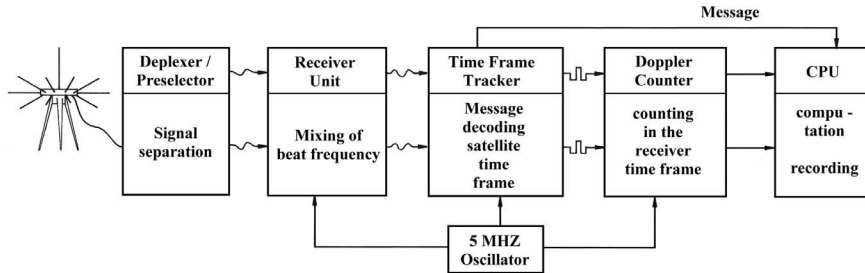 Message
Deplexer /
Preselector
Signal
separation
Receiver
Unit
Mixing of
beat frequency
Time Frame
Tracker
Message
decoding
satellite
time
frame
Doppler
Counter
counting
in the
receiver
time frame
CPU
compu -
tation
recording
5 MHZ
Oscillator